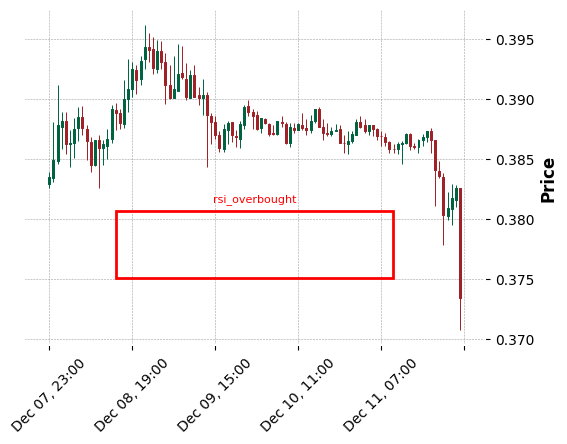 0.395
0.390
0.385
0.380
0.375
0.370
Price
rsi_overbought
Dec 07, 23:00
Dec 08, 19:00
Dec 09, 15:00
Dec 10, 11:00
Dec 11, 07:00